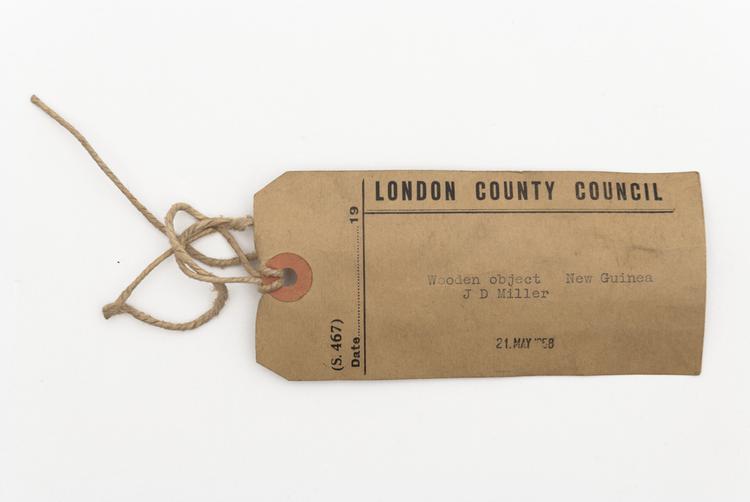 LONDON COUNTY COUNCIL
Wooden object New Guinea
J D Miller
21. MAY
(S. 467)
Date....................19